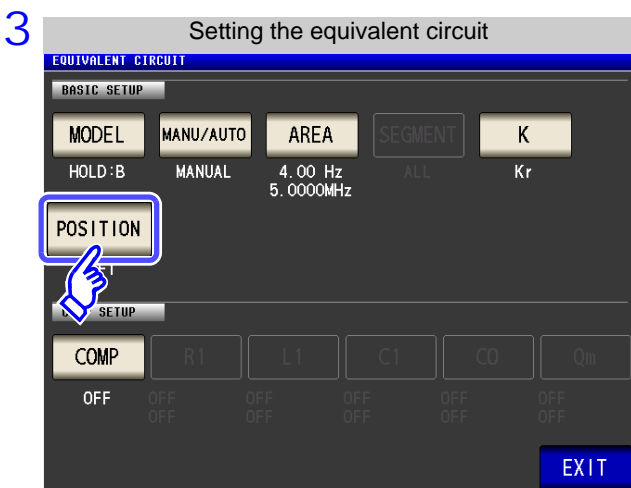 3
Setting the equivalent circuit
EQUIVALENT CIRCUIT
BASIC SETUP
MODEL MANU/AUTO AREA SEGMENT K
HOLD:B MANUAL 4.00 Hz ALL Kr
5.0000MHz
POSITION
SETUP
COMP R1 L1 C1 C0 Qm
OFF OFF OFF OFF OFF OFF
OFF OFF OFF OFF OFF
EXIT